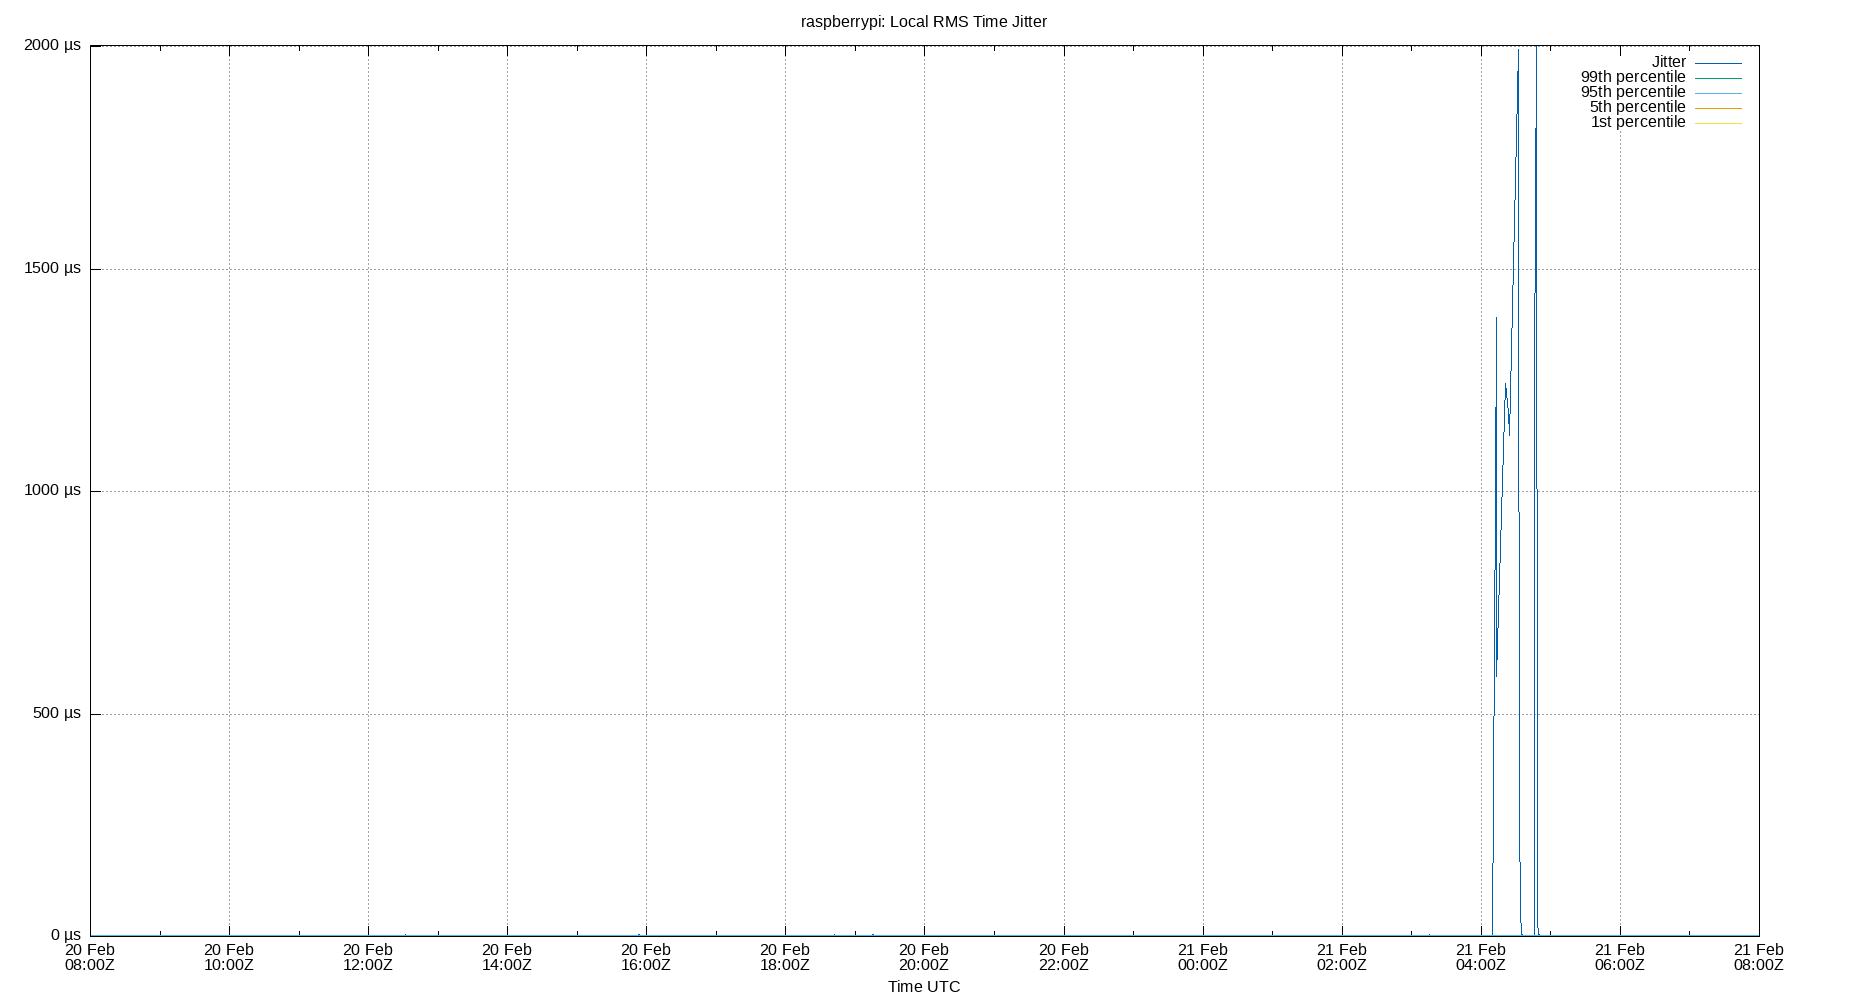 raspberrypi: Local RMS Time Jitter
2000 µs
1500 µs
1000 µs
500 µs
0 µs
Jitter
99th percentile
95th percentile
5th percentile
1st percentile
20 Feb 20 Feb 20 Feb 20 Feb 20 Feb 20 Feb 20 Feb 20 Feb 21 Feb 21 Feb 21 Feb 21 Feb 21 Feb
08:00Z 10:00Z 12:00Z 14:00Z 16:00Z 18:00Z 20:00Z 22:00Z 00:00Z 02:00Z 04:00Z 06:00Z 08:00Z
Time UTC